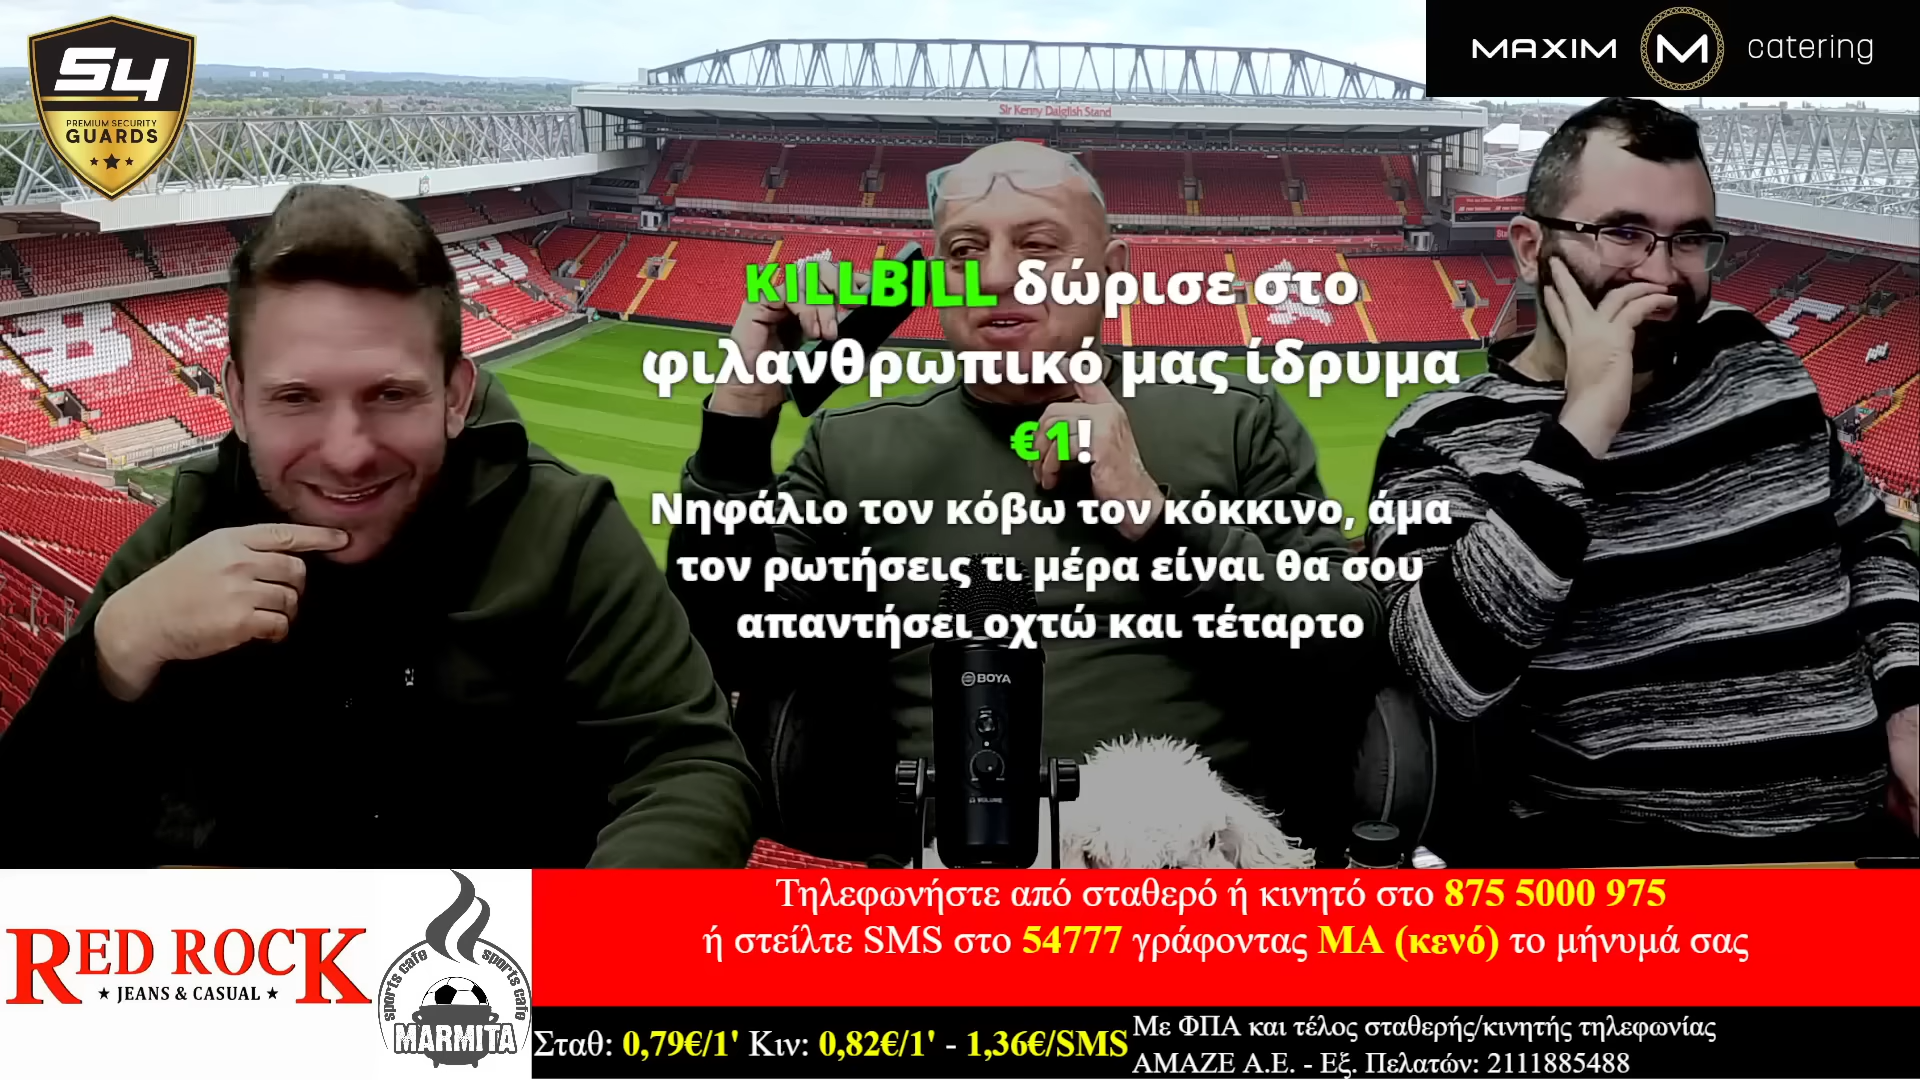 S4
PREMIUM SECURITY
GUARDS
MAXIM M catering
Sir Kenny Dalglish Stand
KILLBILL δώρισε στο
φιλανθρωπικό μας ίδρυμα
€1!
Νηφάλιο τον κόβω τον κόκκινο, άμα
τον ρωτήσεις τι μέρα είναι θα σου
απαντήσει οχτώ και τέταρτο
BOYA
VOLUME
RED ROCK
JEANS & CASUAL
sports cafe sports cafe
MARMITA
Τηλεφωνήστε από σταθερό ή κινητό στο 875 5000 975
ή στείλτε SMS στο 54777 γράφοντας ΜΑ (κενό) το μήνυμά σας
Σταθ: 0,79€/1' Κιν: 0,82€/1' - 1,36€/SMS
Με ΦΠΑ και τέλος σταθερής/κινητής τηλεφωνίας
ΑΜΑΖΕ Α.Ε. - Εξ. Πελατών: 2111885488